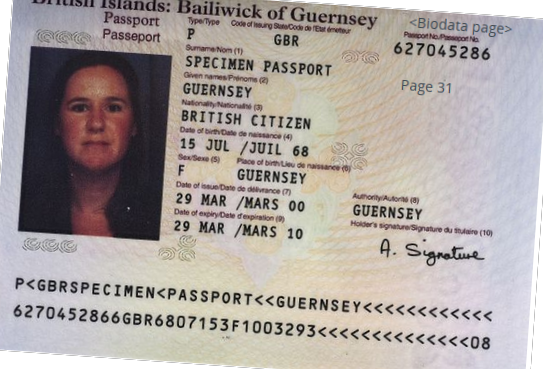 British Islands: Bailiwick of Guernsey
<Biodata page>
Passport
Passeport
Type/Type Code of issuing State/Code de l'Etat émetteur
Passport No./Passeport No.
P GBR 627045286
Surname/Nom (1)
SPECIMEN PASSPORT
Given names/Prénoms (2)
Page 31
GUERNSEY
Nationality/Nationalité (3)
BRITISH CITIZEN
Date of birth/Date de naissance (4)
15 JUL /JUIL 68
Sex/Sexe (5) Place of birth/Lieu de naissance (6)
F GUERNSEY
Date of issue/Date de délivrance (7)
Authority/Autorité (8)
29 MAR /MARS 00
GUERNSEY
Date of expiry/Date d'expiration (9)
Holder's signature/Signature du titulaire (10)
29 MAR /MARS 10
A. Signature
P<GBRSPECIMEN<PASSPORT<<GUERNSEY<<<<<<<<<<<<
6270452866GBR6807153F1003293<<<<<<<<<<<<<<08